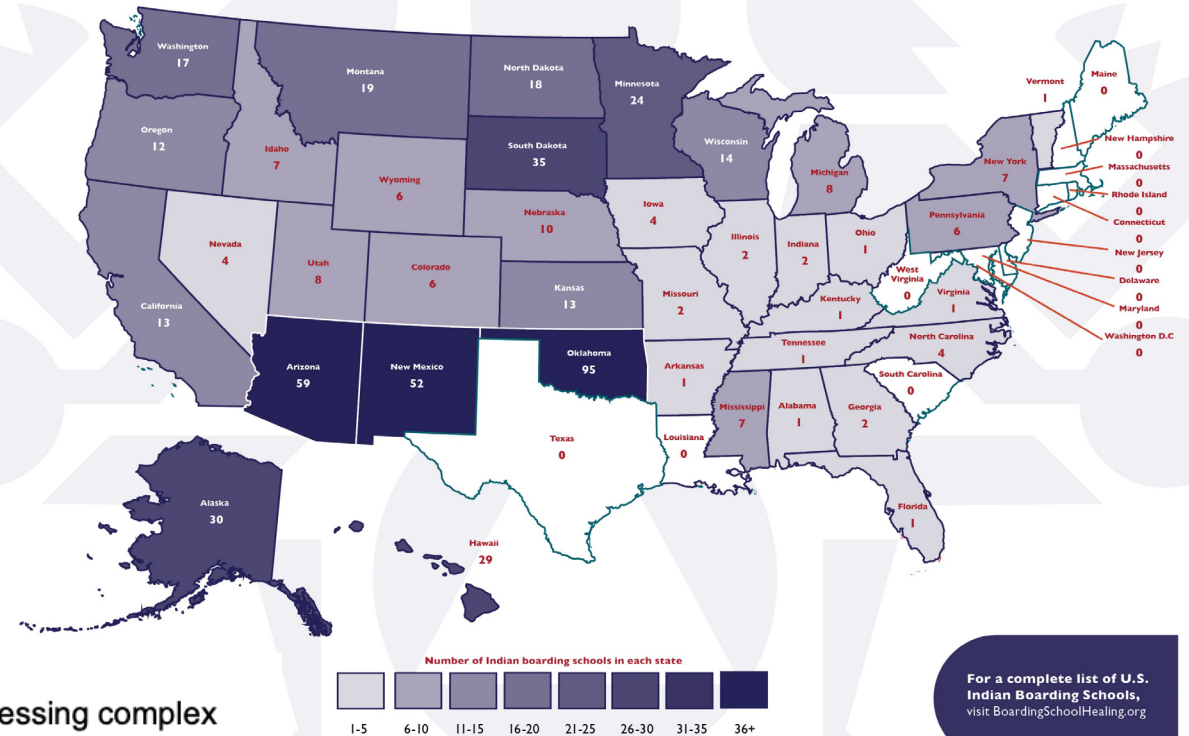 Washington
17
Montana
19
North Dakota
18
Minnesota
24
Oregon
12
Idaho
7
Wyoming
6
South Dakota
35
Wisconsin
14
Michigan
8
New York
7
Vermont
1
Maine
0
New Hampshire
0
Massachusetts
0
Rhode Island
0
Connecticut
0
New Jersey
0
Delaware
0
Maryland
0
Washington D.C
0
Nevada
4
Utah
8
Colorado
6
Nebraska
10
Iowa
4
Illinois
2
Indiana
2
Ohio
1
Pennsylvania
6
West
Virginia
0
Virginia
1
California
13
Kansas
13
Missouri
2
Kentucky
1
Arizona
59
New Mexico
52
Oklahoma
95
Arkansas
1
Tennessee
1
North Carolina
4
South Carolina
0
Texas
0
Louisiana
0
Mississippi
7
Alabama
1
Georgia
2
Florida
1
Alaska
30
Hawaii
29
Number of Indian boarding schools in each state
1-5 6-10 11-15 16-20 21-25 26-30 31-35 36+
essing complex
For a complete list of U.S.
Indian Boarding Schools,
visit BoardingSchoolHealing.org